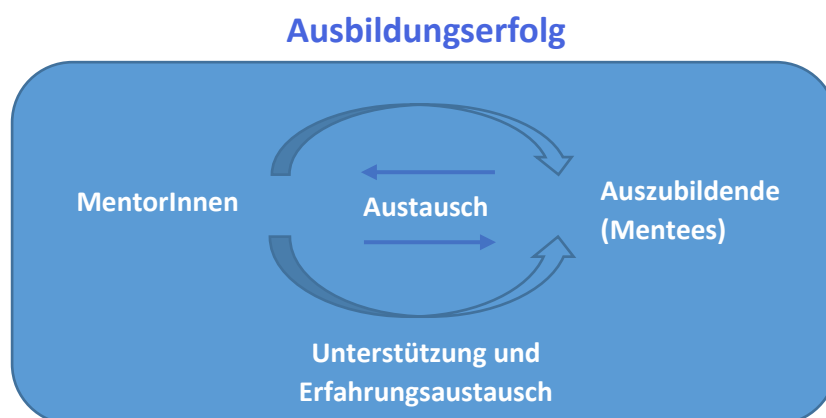 Ausbildungserfolg
MentorInnen
Austausch
Auszubildende
(Mentees)
Unterstützung und
Erfahrungsaustausch